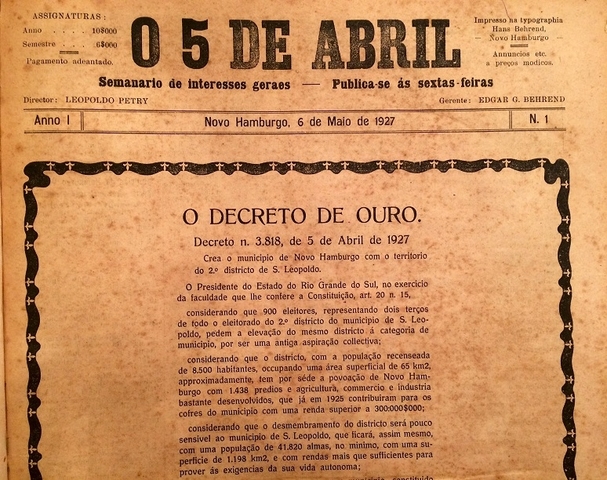 ASSIGNATURAS:
Anno . . . . 10$000
Semestre . . . 6$000
Pagamento adeantado.
O 5 DE ABRIL
Impresso na typographia
Hans Behrend,
Novo Hamburgo
Annuncios etc.
a preços modicos.
Semanario de interesses geraes — Publica-se ás sextas-feiras
Director: LEOPOLDO PETRY
Gerente: EDGAR G. BEHREND
Anno I
Novo Hamburgo, 6 de Maio de 1927
N. 1
O DECRETO DE OURO.
Decreto n. 3.818, de 5 de Abril de 1927
Crea o municipio de Novo Hamburgo com o territorio
do 2.º districto de S. Leopoldo.
O Presidente do Estado do Rio Grande do Sul, no exercicio
da faculdade que lhe confere a Constituição, art. 20 n. 15,
considerando que 900 eleitores, representando dois terços
de todo o eleitorado do 2.º districto do municipio de S. Leo-
poldo, pedem a elevação do mesmo districto á categoria de
municipio, por ser uma antiga aspiração collectiva;
considerando que o districto, com a população recenseada
de 8.500 habitantes, occupando uma área superficial de 65 km2,
approximadamente, tem por séde a povoação de Novo Ham-
burgo com 1.438 predios e agricultura, commercio e industria
bastante desenvolvidos, que já em 1925 contribuiram para os
cofres do municipio com uma renda superior a 300:000$000;
considerando que o desmembramento do districto será pouco
sensivel ao municipio de S. Leopoldo, que ficará, assim mesmo,
com uma população de 41.820 almas, no minimo, com uma su-
perficie de 1.198 km2, e com rendas mais que sufficientes para
prover ás exigencias da sua vida autonoma;